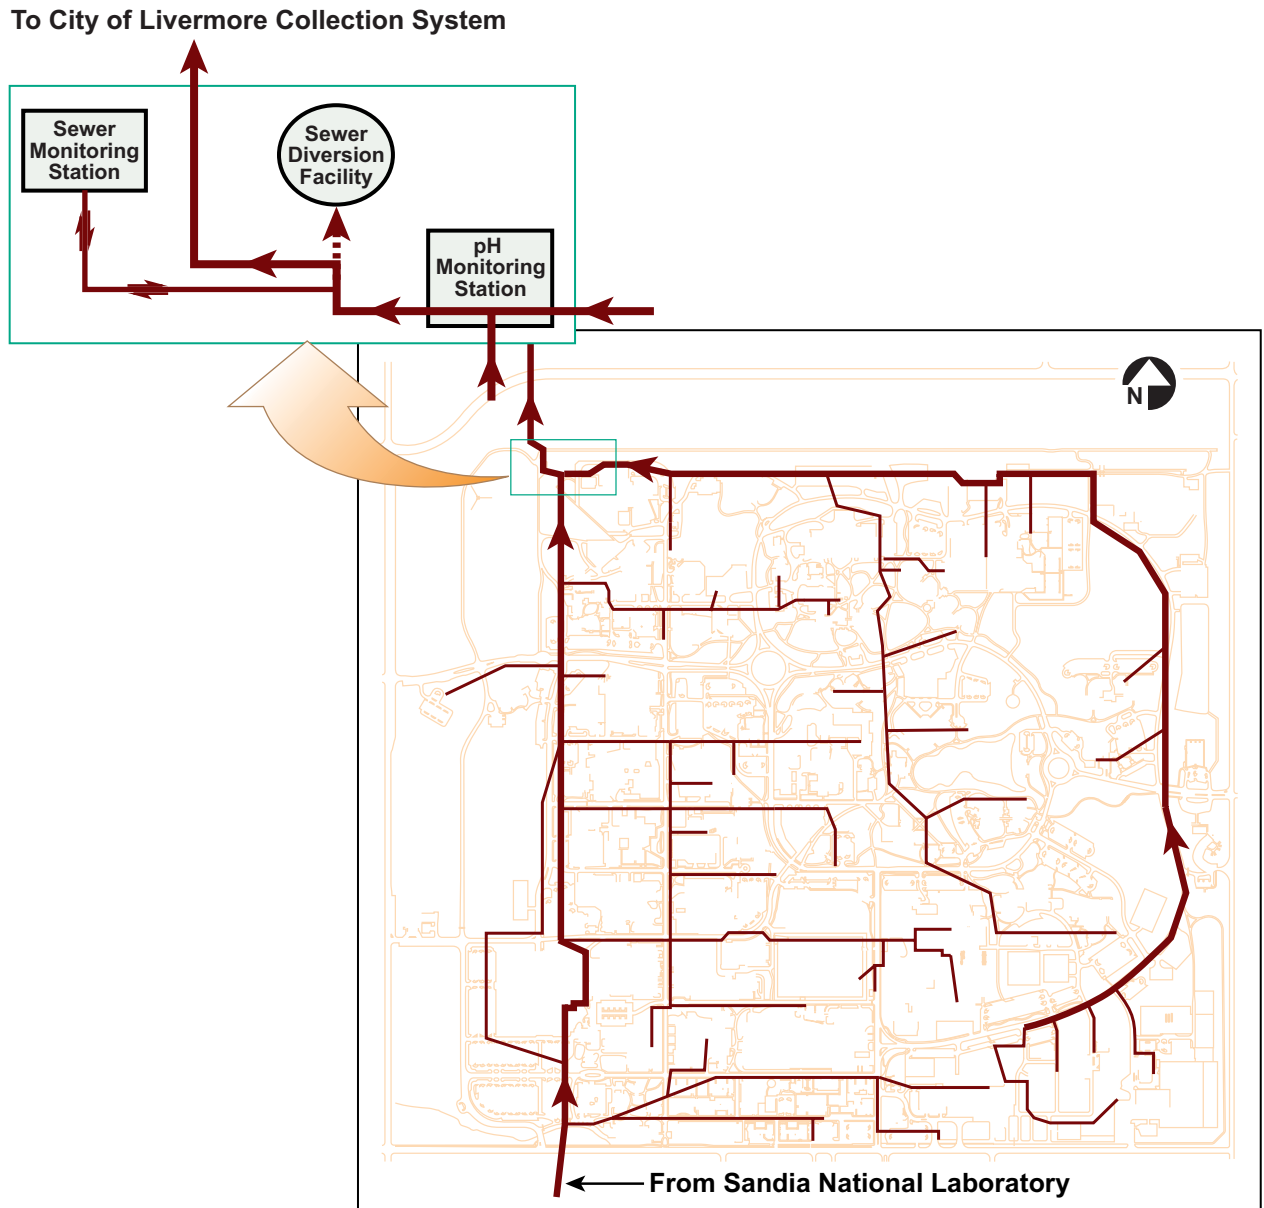 To City of Livermore Collection System
Sewer
Monitoring
Station
Sewer
Diversion
Facility
pH
Monitoring
Station
N
From Sandia National Laboratory